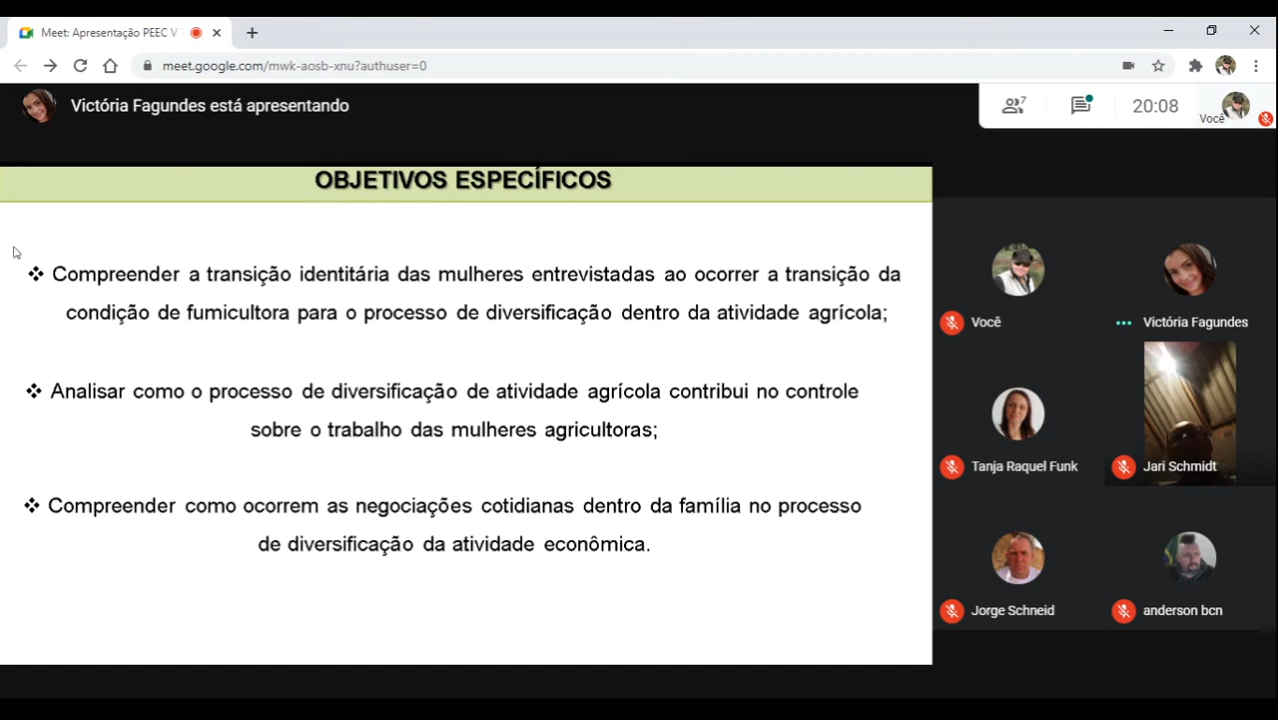 Meet: Apresentação PEEC V
meet.google.com/mwk-aosb-xnu?authuser=0
Victória Fagundes está apresentando
7
20:08
Você
OBJETIVOS ESPECÍFICOS
❖ Compreender a transição identitária das mulheres entrevistadas ao ocorrer a transição da
condição de fumicultora para o processo de diversificação dentro da atividade agrícola;
❖ Analisar como o processo de diversificação de atividade agrícola contribui no controle
sobre o trabalho das mulheres agricultoras;
❖ Compreender como ocorrem as negociações cotidianas dentro da família no processo
de diversificação da atividade econômica.
Você
Victória Fagundes
Tanja Raquel Funk
Jari Schmidt
Jorge Schneid
anderson bcn